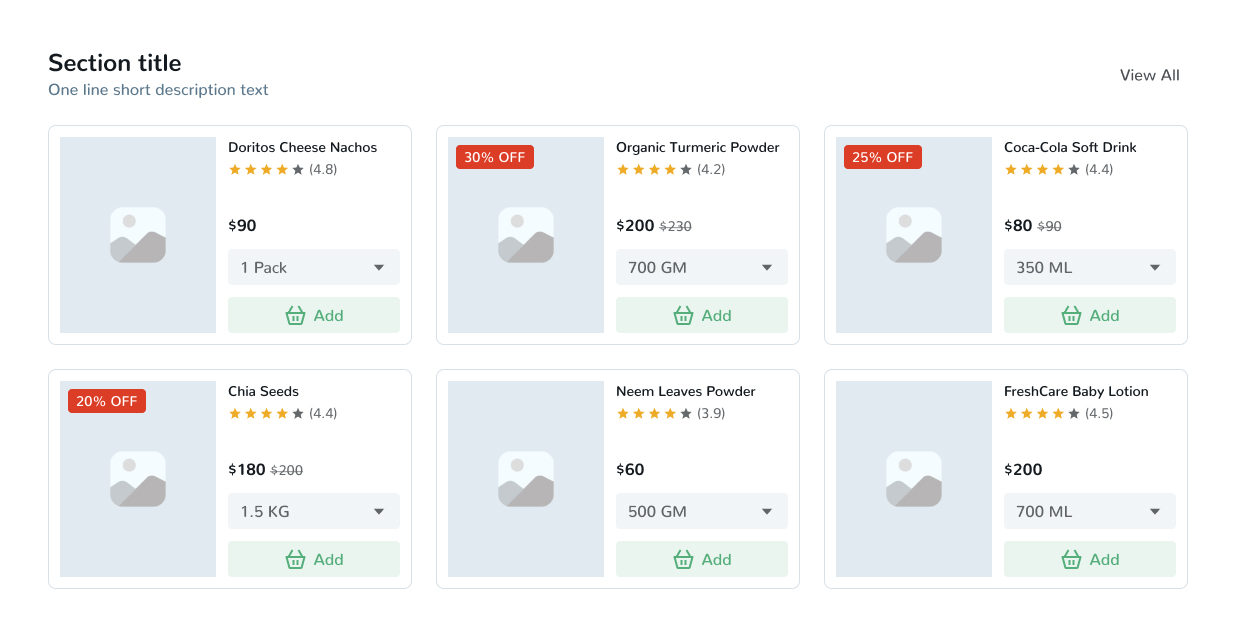 Section title
One line short description text
View All
Doritos Cheese Nachos
(4.8)
$90
1 Pack
Add
30% OFF
Organic Turmeric Powder
(4.2)
$200 $230
700 GM
Add
25% OFF
Coca-Cola Soft Drink
(4.4)
$80 $90
350 ML
Add
20% OFF
Chia Seeds
(4.4)
$180 $200
1.5 KG
Add
Neem Leaves Powder
(3.9)
$60
500 GM
Add
FreshCare Baby Lotion
(4.5)
$200
700 ML
Add